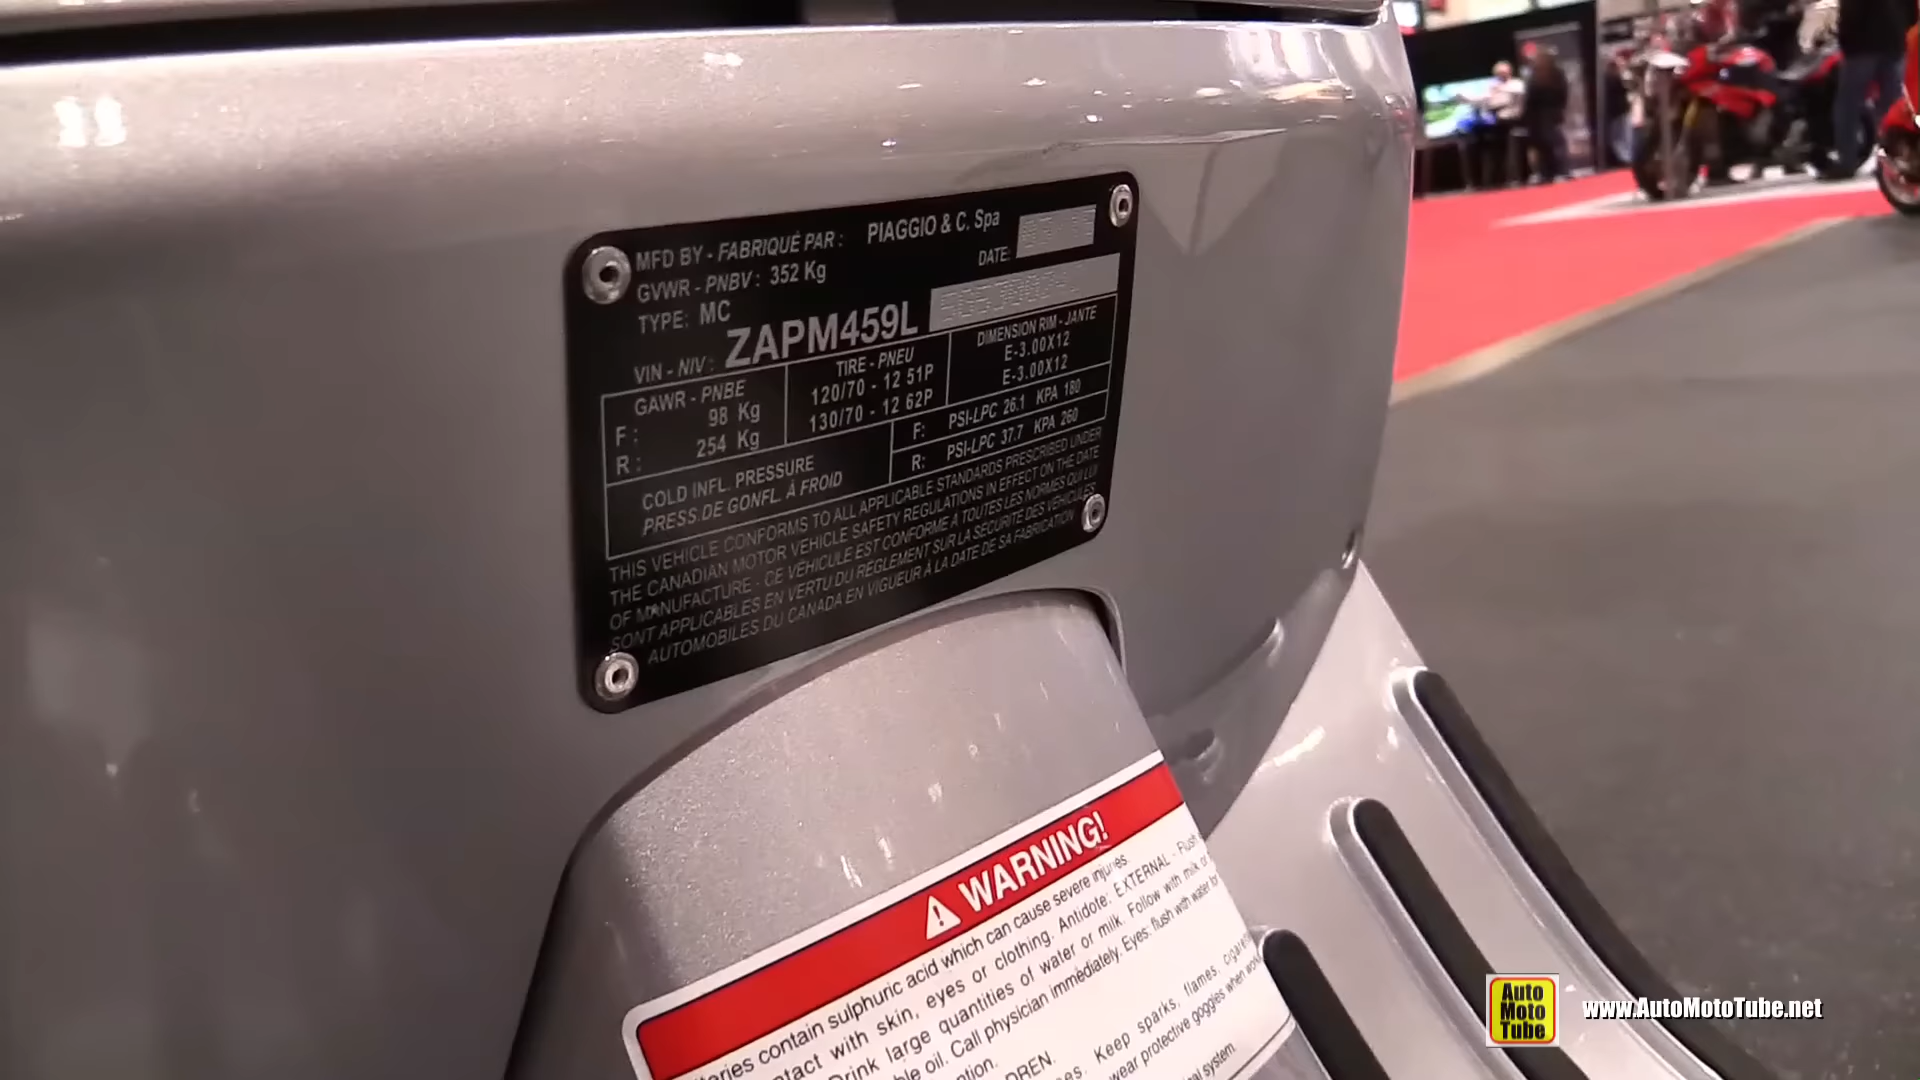 MFD BY - FABRIQUÉ PAR : PIAGGIO & C. Spa
GVWR - PNBV : 352 Kg DATE:
TYPE: MC
VIN - NIV : ZAPM459L
GAWR - PNBE TIRE - PNEU DIMENSION RIM - JANTE
F : 98 Kg 120/70 - 12 51P E-3.00X12
R : 254 Kg 130/70 - 12 62P E-3.00X12
COLD INFL. PRESSURE F: PSI-LPC 26.1 KPA 180
PRESS.DE GONFL. À FROID R: PSI-LPC 37.7 KPA 260
THIS VEHICLE CONFORMS TO ALL APPLICABLE STANDARDS PRESCRIBED UNDER
THE CANADIAN MOTOR VEHICLE SAFETY REGULATIONS IN EFFECT ON THE DATE
OF MANUFACTURE - CE VÉHICULE EST CONFORME À TOUTES LES NORMES QUI LUI
SONT APPLICABLES EN VERTU DU REGLEMENT SUR LA SÉCURITÉ DES VÉHICULES
AUTOMOBILES DU CANADA EN VIGUEUR À LA DATE DE SA FABRICATION
WARNING!
contain sulphuric acid which can cause severe injuries.
with skin, eyes or clothing. Antidote: EXTERNAL - Flush
Drink large quantities of water or milk. Follow with milk of
oil. Call physician immediately. Eyes: flush with water for
Keep sparks, flames,
wear protective goggles when
system.
Auto
Moto
Tube
www.AutoMotoTube.net